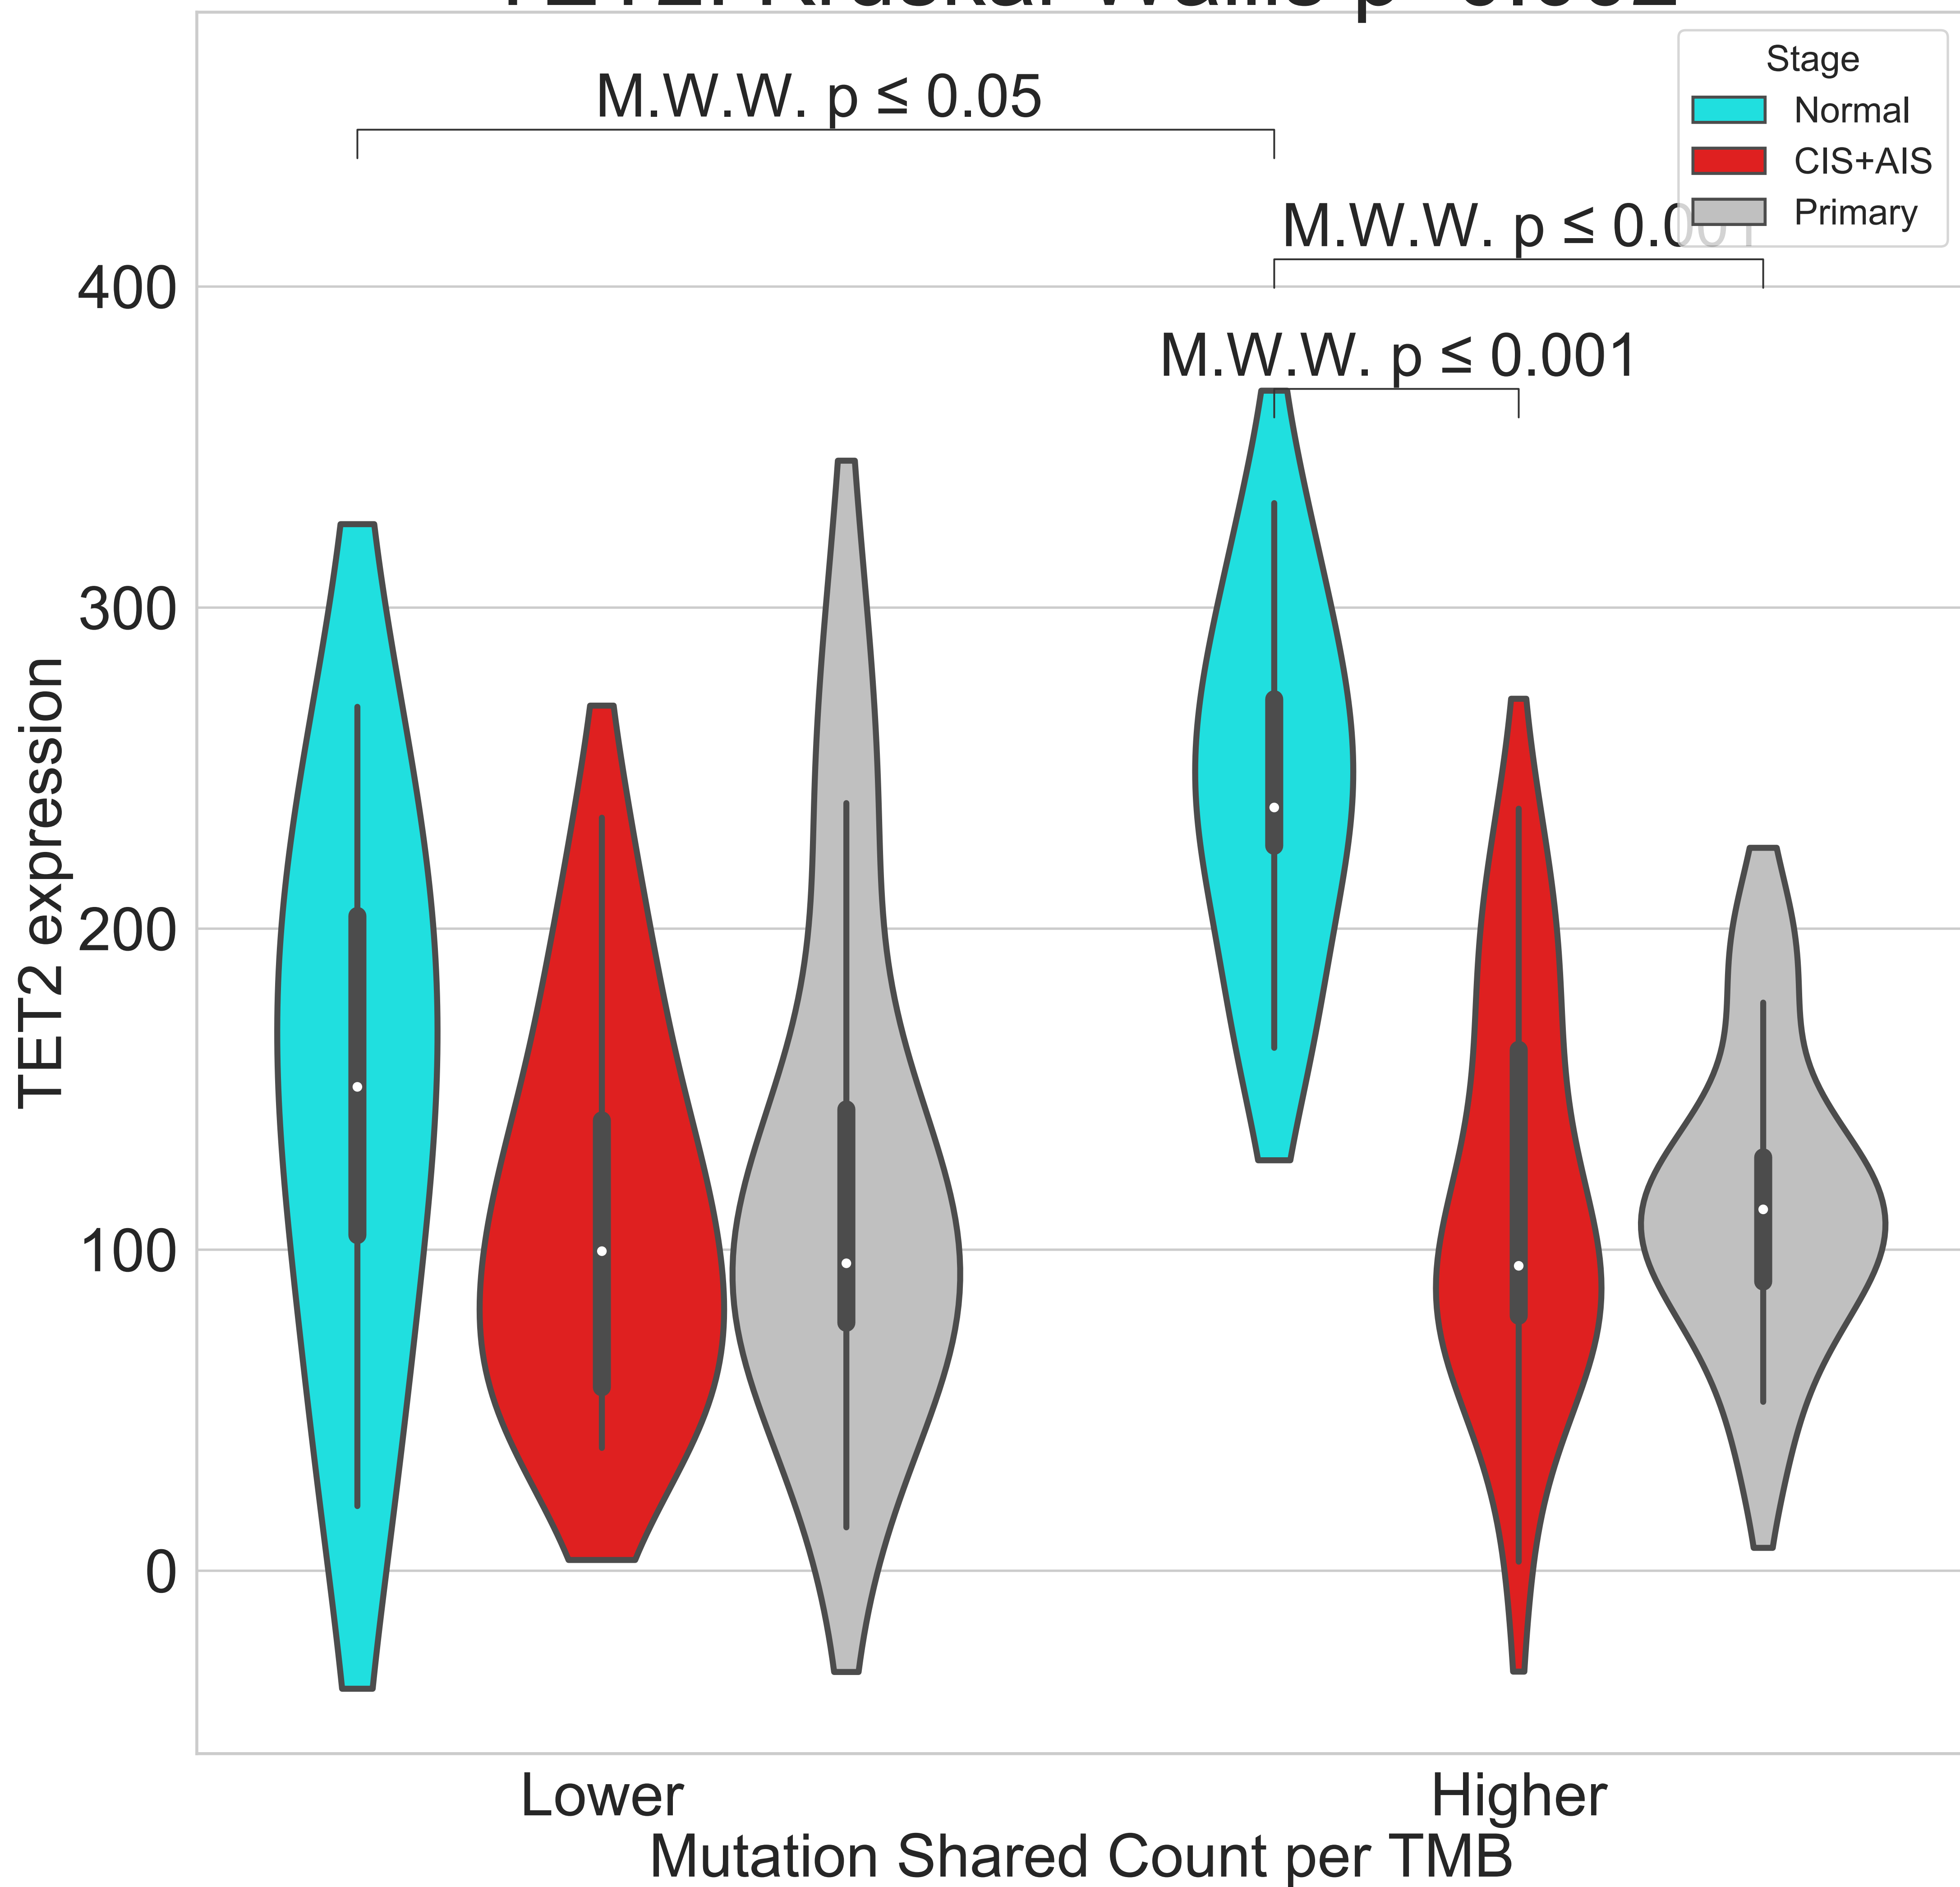 M.W.W. p ≤ 0.05
Stage
Normal
CIS+AIS
Primary
M.W.W. p ≤ 0.001
M.W.W. p ≤ 0.001
400
300
200
100
0
TET2 expression
Lower
Higher
Mutation Shared Count per TMB